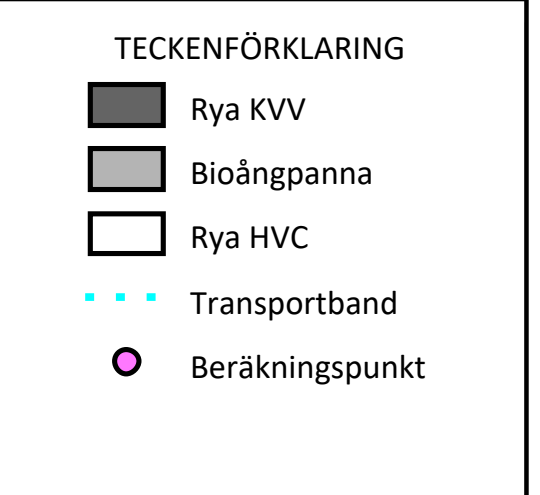 TECKENFÖRKLARING
Rya KVV
Bioångpanna
Rya HVC
Transportband
Beräkningspunkt